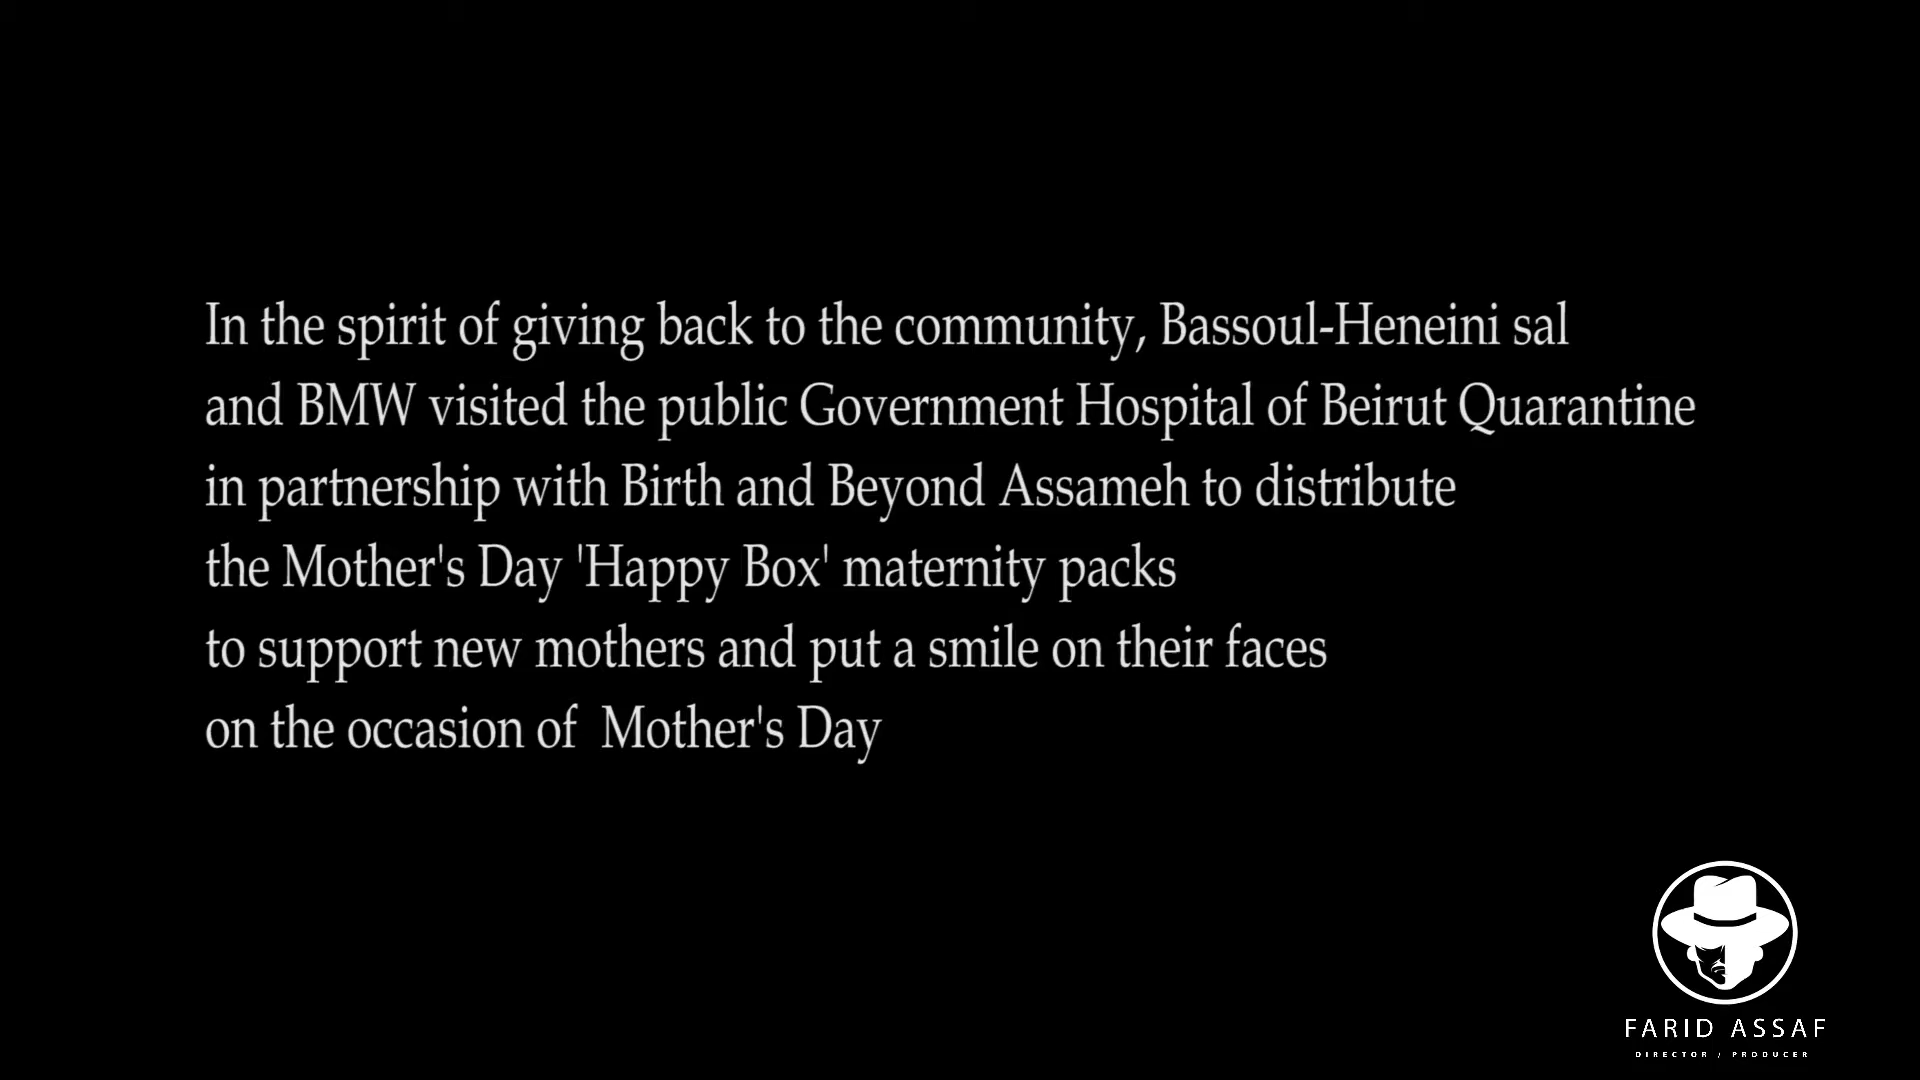 In the spirit of giving back to the community, Bassoul-Heneini sal
and BMW visited the public Government Hospital of Beirut Quarantine
in partnership with Birth and Beyond Assameh to distribute
the Mother's Day 'Happy Box' maternity packs
to support new mothers and put a smile on their faces
on the occasion of  Mother's Day
FARID ASSAF
DIRECTOR / PRODUCER